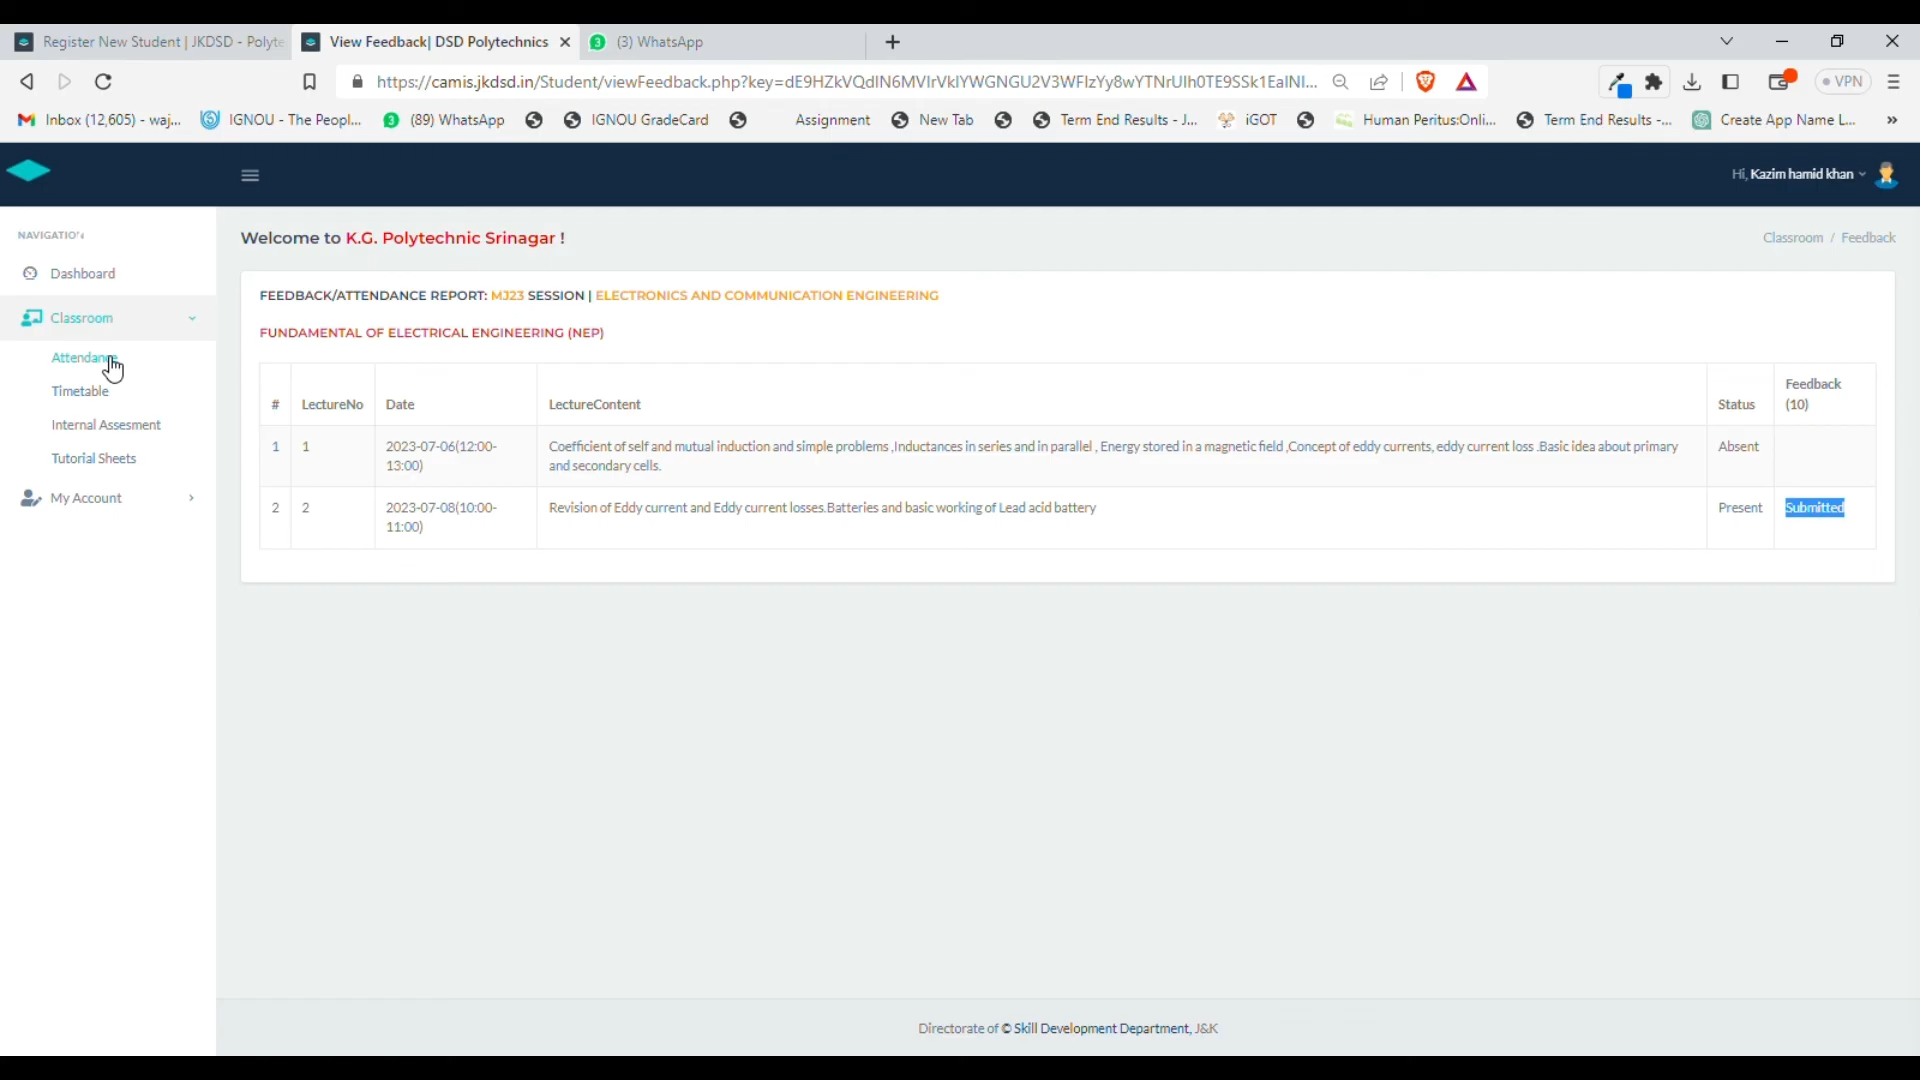 Register New Student | JKDSD - Polyte
View Feedback| DSD Polytechnics
(3) WhatsApp
https://camis.jkdsd.in/Student/viewFeedback.php?key=dE9HZkVQdlN6MVIrVklYWGNGU2V3WFIzYy8wYTNrUlh0TE9SSk1EalNI...
VPN
Inbox (12,605) - waj...
IGNOU - The Peopl...
(89) WhatsApp
IGNOU GradeCard
Assignment
New Tab
Term End Results - J...
iGOT
Human Peritus:Onli...
Term End Results -...
Create App Name L...
Hi, Kazim hamid khan
NAVIGATION
Dashboard
Classroom
Attendance
Timetable
Internal Assesment
Tutorial Sheets
My Account
Welcome to K.G. Polytechnic Srinagar !
Classroom / Feedback
FEEDBACK/ATTENDANCE REPORT: MJ23 SESSION | ELECTRONICS AND COMMUNICATION ENGINEERING
FUNDAMENTAL OF ELECTRICAL ENGINEERING (NEP)
# LectureNo Date LectureContent Status Feedback
(10)
1 1 2023-07-06(12:00- Coefficient of self and mutual induction and simple problems ,Inductances in series and in parallel , Energy stored in a magnetic field ,Concept of eddy currents, eddy current loss .Basic idea about primary Absent
13:00) and secondary cells.
2 2 2023-07-08(10:00- Revision of Eddy current and Eddy current losses.Batteries and basic working of Lead acid battery Present Submitted
11:00)
Directorate of © Skill Development Department, J&K